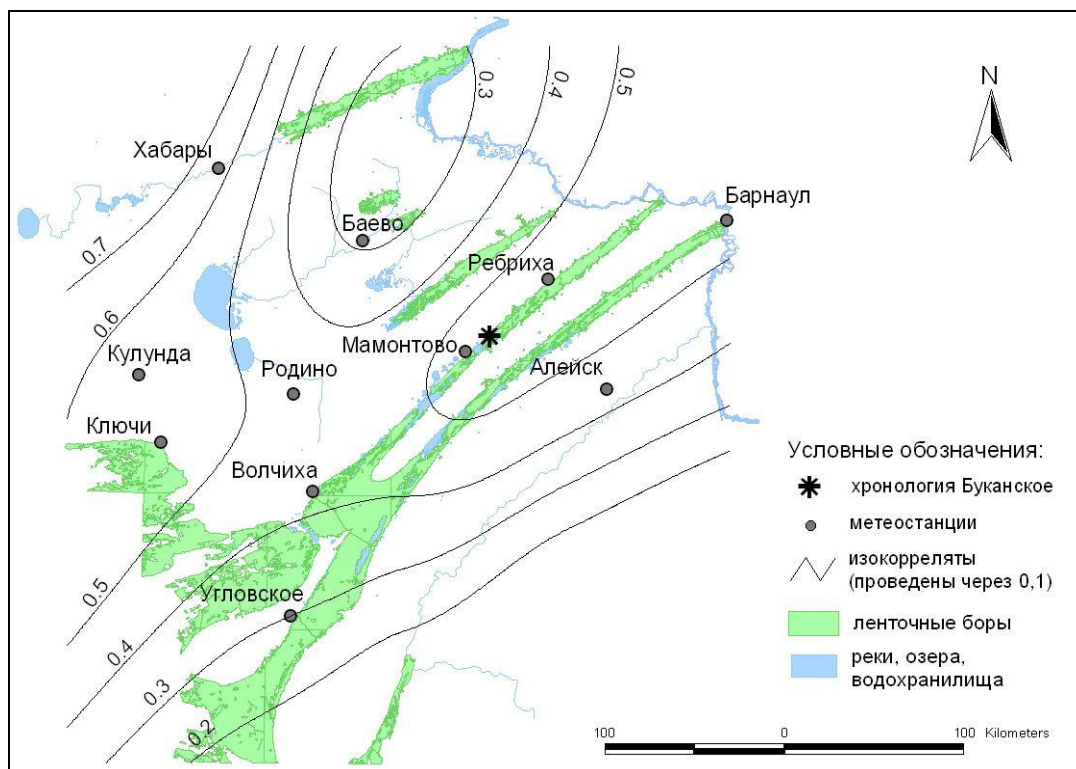 0.3
0.4
0.5
N
Хабары
Барнаул
Баево
0.7
Ребриха
0.6
Мамонтово
Кулунда
Родино
Алейск
Ключи
Волчиха
Условные обозначения:
хронология Буканское
метеостанции
изокорреляты
(проведены через 0,1)
0.5
Угловское
ленточные боры
0.4
реки, озера,
водохранилища
0.3
0.2
100 0 100 Kilometers